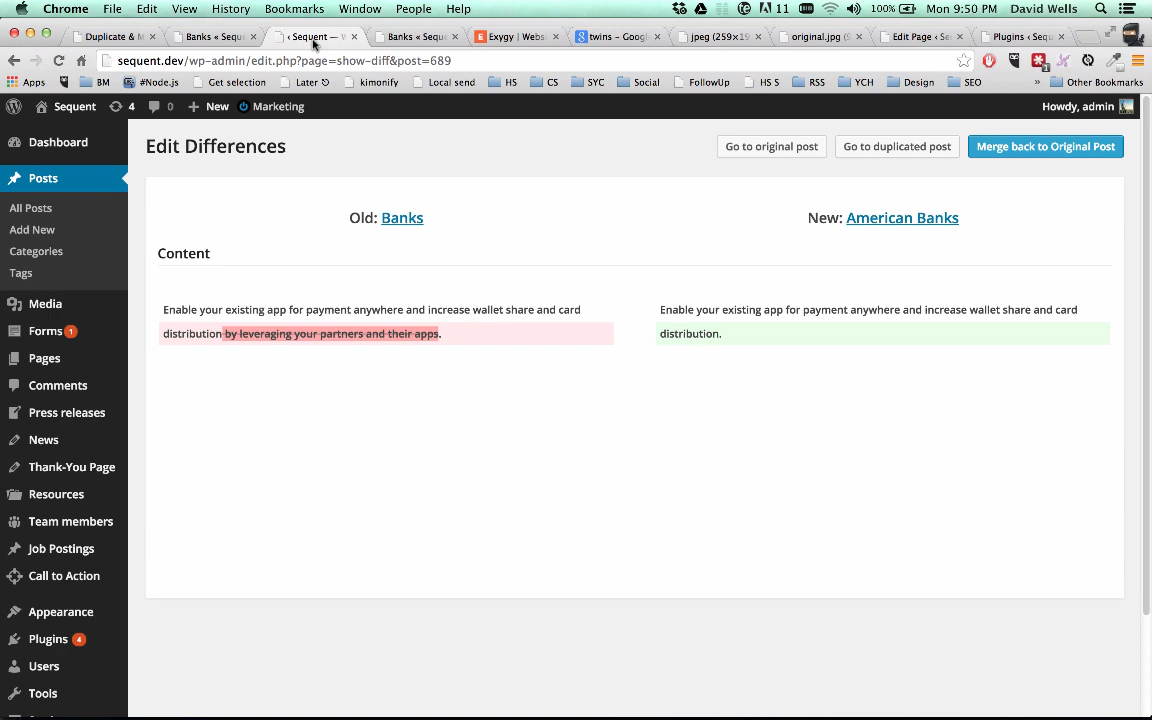 Chrome File Edit View History Bookmarks Window People Help 11 100% Mon 9:50 PM David Wells
Duplicate & M Banks « Sequ ‹ Sequent — W Banks « Sequ Exygy | Webs twins – Googl jpeg (259×19 original.jpg (9 Edit Page ‹ Se Plugins ‹ Sequ
sequent.dev/wp-admin/edit.php?page=show-diff&post=689
Apps BM #Node.js Get selection Later kimonify Local send HS CS SYC Social FollowUp HS S RSS YCH Design SEO » Other Bookmarks
Sequent 4 0 New Marketing Howdy, admin
Dashboard
Posts
All Posts
Add New
Categories
Tags
Media
Forms 1
Pages
Comments
Press releases
News
Thank-You Page
Resources
Team members
Job Postings
Call to Action
Appearance
Plugins 4
Users
Tools
Edit Differences
Go to original post Go to duplicated post Merge back to Original Post
Old: Banks New: American Banks
Content
Enable your existing app for payment anywhere and increase wallet share and card
distribution by leveraging your partners and their apps.
Enable your existing app for payment anywhere and increase wallet share and card
distribution.